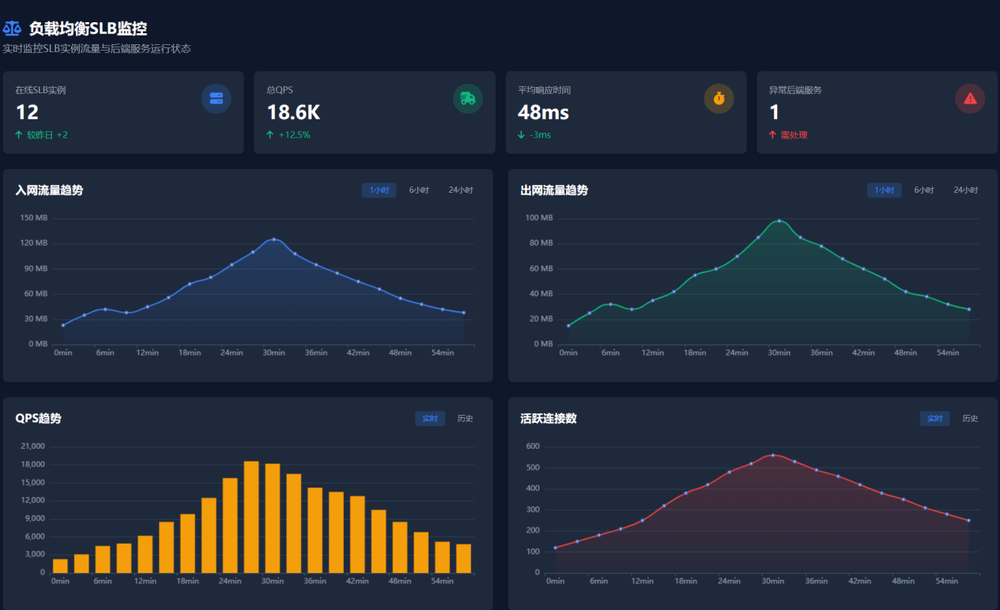 负载均衡SLB监控
实时监控SLB实例流量与后端服务运行状态
在线SLB实例
12
较昨日 +2
总QPS
18.6K
+12.5%
平均响应时间
48ms
-3ms
异常后端服务
1
需处理
入网流量趋势
1小时 6小时 24小时
150 MB
120 MB
90 MB
60 MB
30 MB
0 MB
0min 6min 12min 18min 24min 30min 36min 42min 48min 54min
出网流量趋势
1小时 6小时 24小时
100 MB
80 MB
60 MB
40 MB
20 MB
0 MB
0min 6min 12min 18min 24min 30min 36min 42min 48min 54min
QPS趋势
实时 历史
21,000
18,000
15,000
12,000
9,000
6,000
3,000
0
0min 6min 12min 18min 24min 30min 36min 42min 48min 54min
活跃连接数
实时 历史
600
500
400
300
200
100
0
0min 6min 12min 18min 24min 30min 36min 42min 48min 54min